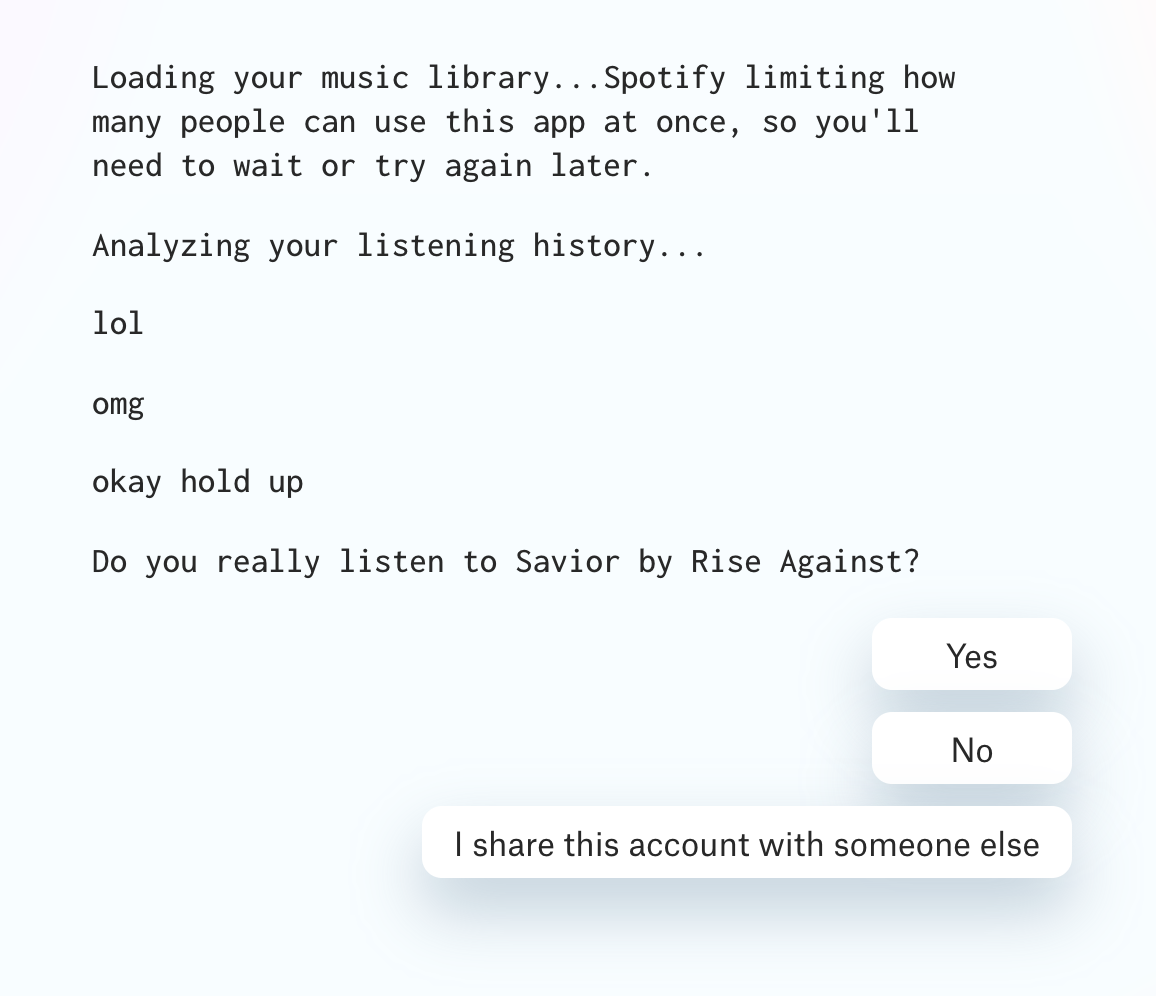 Loading your music library...Spotify limiting how
many people can use this app at once, so you'll
need to wait or try again later.
Analyzing your listening history...
lol
omg
okay hold up
Do you really listen to Savior by Rise Against?
Yes
No
I share this account with someone else